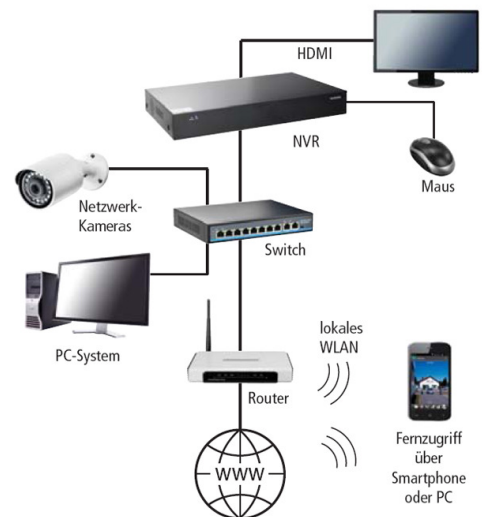 HDMI
NVR
Maus
Netzwerk-
Kameras
Switch
PC-System
lokales
WLAN
Router
WWW
Fernzugriff
über
Smartphone
oder PC